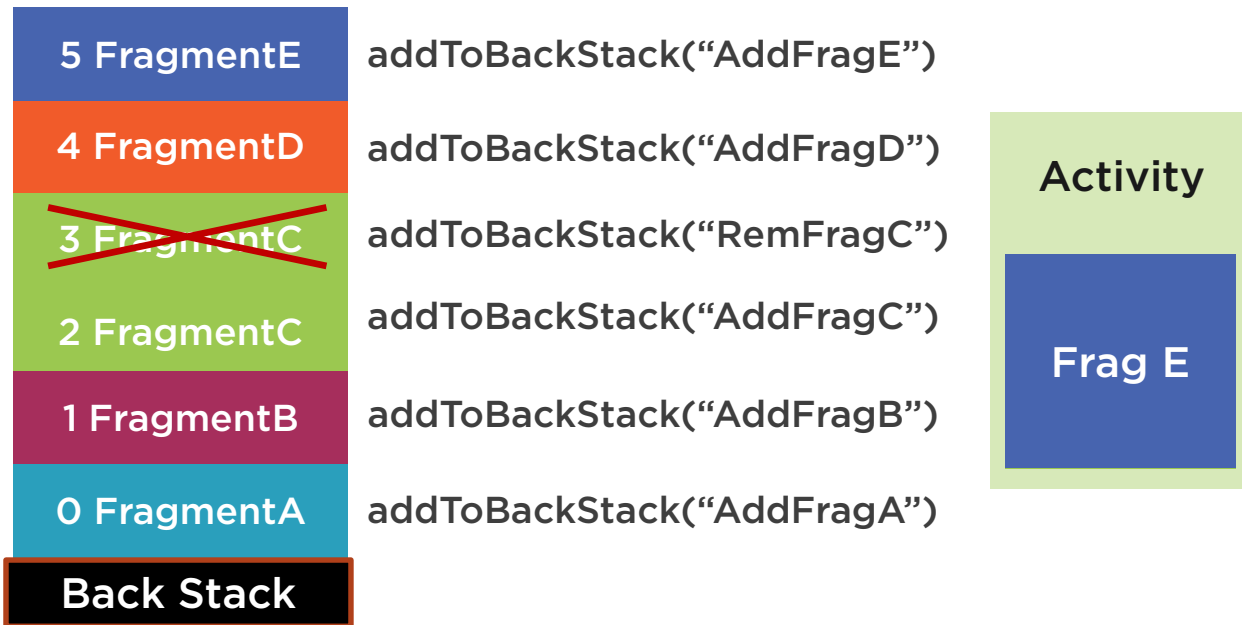 5 FragmentE addToBackStack(“AddFragE”)
4 FragmentD addToBackStack(“AddFragD”)
3 FragmentC addToBackStack(“RemFragC”)
2 FragmentC addToBackStack(“AddFragC”)
1 FragmentB addToBackStack(“AddFragB”)
0 FragmentA addToBackStack(“AddFragA”)
Back Stack
Activity
Frag E